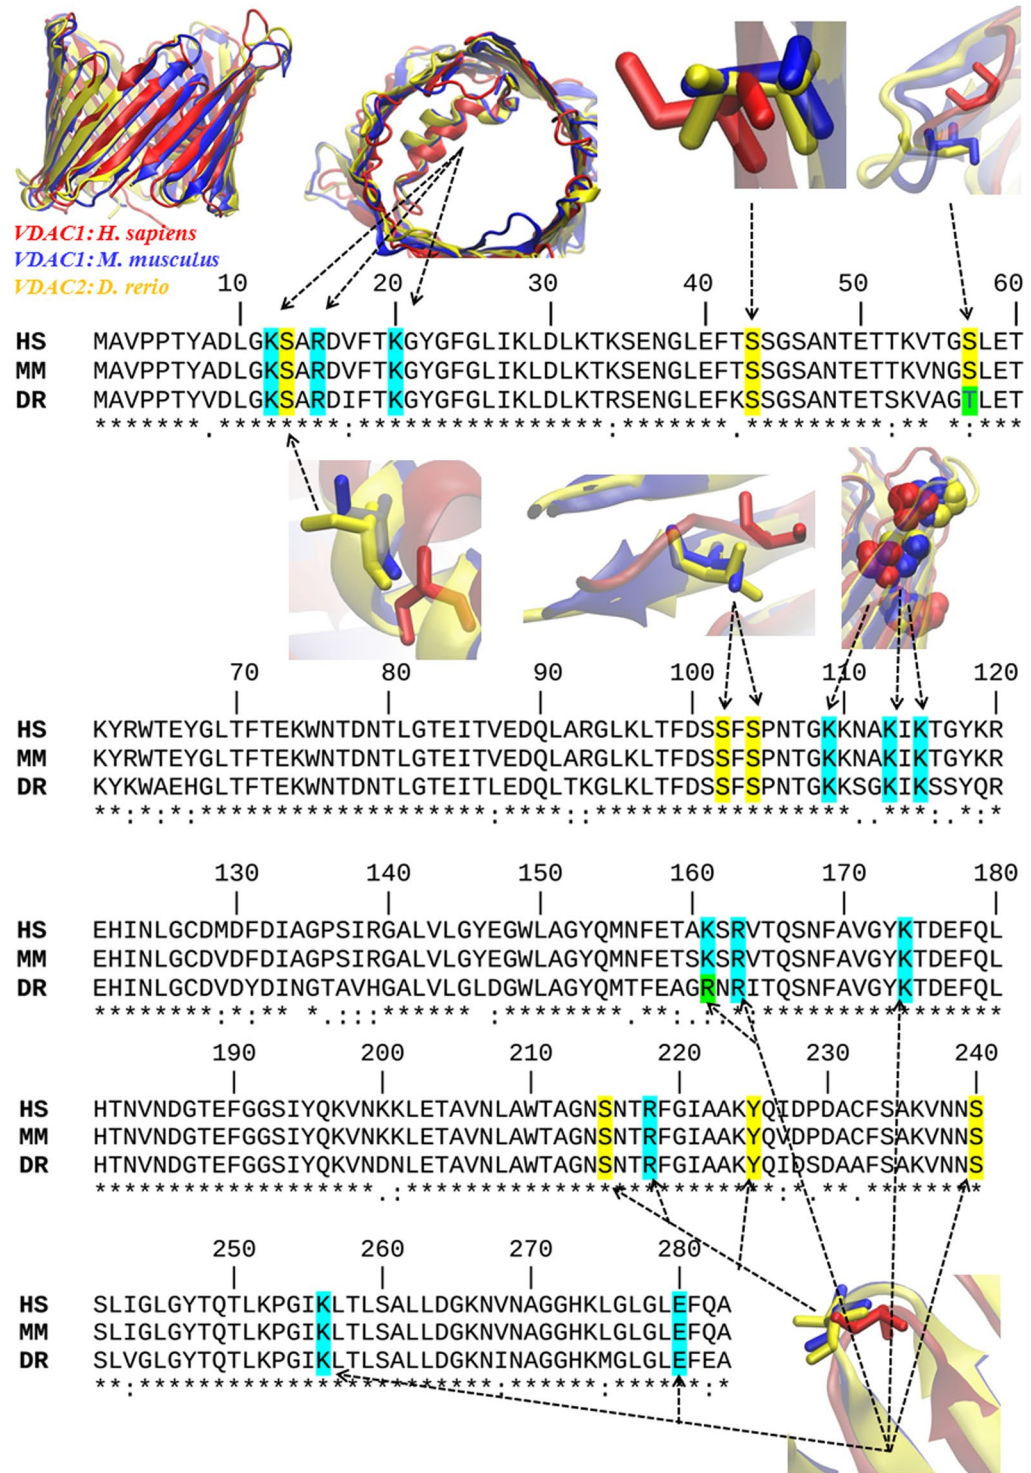 VDAC1: H. sapiens
VDAC1: M. musculus
VDAC2: D. rerio
10 20 30 40 50 60
HS MAVPPTYADLGKSARDVFTKGYGFGLIKLDLKTKSENGLEFTSSGSANTETTKVTGSLET
MM MAVPPTYADLGKSARDVFTKGYGFGLIKLDLKTKSENGLEFTSSGSANTETTKVNGSLET
DR MAVPPTYVDLGKSARDIFTKGYGFGLIKLDLKTRSENGLEFKSSGSANTETSKVAGTLET
*******.********:****************:*******.*********:** *:***
70 80 90 100 110 120
HS KYRWTEYGLTFTEKWNTDNTLGTEITVEDQLARGLKLTFDSSFSPNTGKKNAKIKTGYKR
MM KYRWTEYGLTFTEKWNTDNTLGTEITVEDQLARGLKLTFDSSFSPNTGKKNAKIKTGYKR
DR KYKWAEHGLTFTEKWNTDNTLGTEITLEDQLTKGLKLTFDSSFSPNTGKKSGKIKSSYQR
**:*:*:*******************:****::*****************..***:.*:*
130 140 150 160 170 180
HS EHINLGCDMDFDIAGPSIRGALVLGYEGWLAGYQMNFETAKSRVTQSNFAVGYKTDEFQL
MM EHINLGCDVDFDIAGPSIRGALVLGYEGWLAGYQMNFETSKSRVTQSNFAVGYKTDEFQL
DR EHINLGCDVDYDINGTAVHGALVLGLDGWLAGYQMTFEAGRNRITQSNFAVGYKTDEFQL
190 200 210 220 230 240
HS HTNVNDGTEFGGSIYQKVNKKLETAVNLAWTAGNSNTRFGIAAKYQIDPDACFSAKVNNS
MM HTNVNDGTEFGGSIYQKVNKKLETAVNLAWTAGNSNTRFGIAAKYQVDPDACFSAKVNNS
DR HTNVNDGTEFGGSIYQKVNDNLETAVNLAWTAGNSNTRFGIAAKYQIDSDAAFSAKVNNS
250 260 270 280
HS SLIGLGYTQTLKPGIKLTLSALLDGKNVNAGGHKLGLGLEFQA
MM SLIGLGYTQTLKPGIKLTLSALLDGKNVNAGGHKLGLGLEFQA
DR SLVGLGYTQTLKPGIKLTLSALLDGKNINAGGHKMGLGLEFEA
**:************************:******:******:*